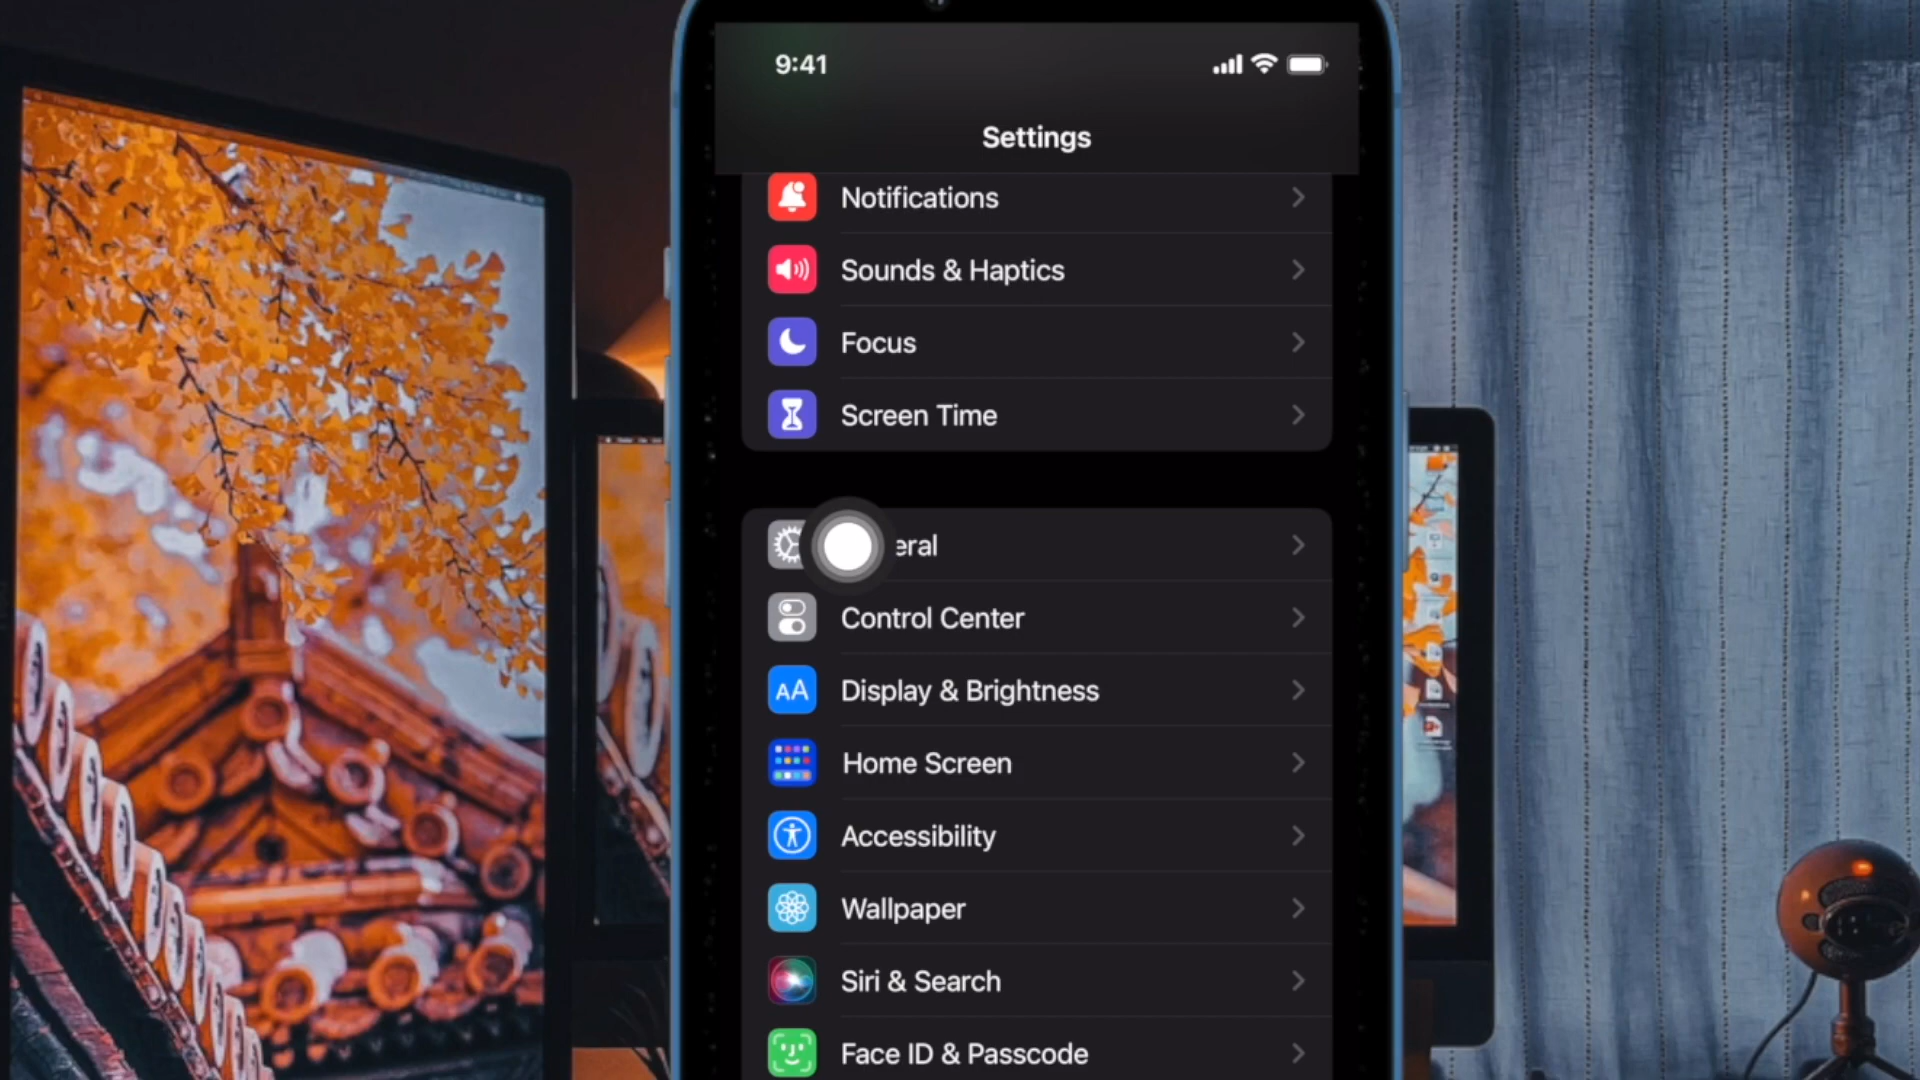 9:41
Settings
Notifications
Sounds & Haptics
Focus
Screen Time
eral
Control Center
AA
Display & Brightness
Home Screen
Accessibility
Wallpaper
Siri & Search
Face ID & Passcode